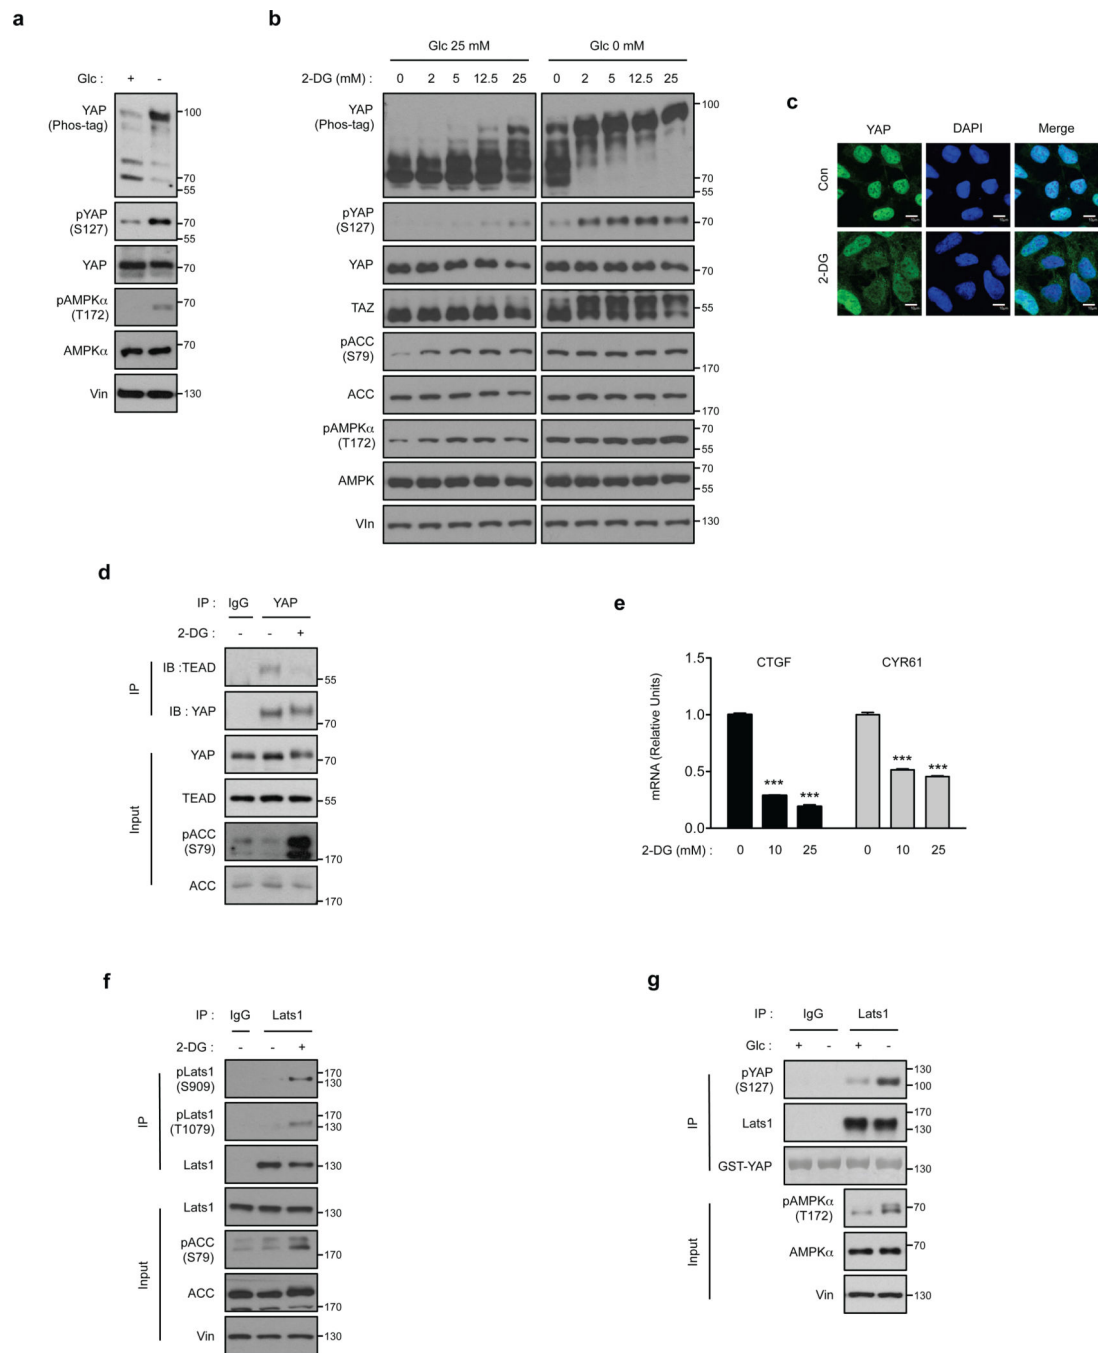 a
Glc : + -
YAP
(Phos-tag)
100
70
55
pYAP
(S127)
70
55
YAP
70
pAMPKα
(T172)
70
AMPKα
70
Vin
130
b
Glc 25 mM
Glc 0 mM
2-DG (mM) : 0 2 5 12.5 25 0 2 5 12.5 25
YAP
(Phos-tag)
100
70
55
pYAP
(S127)
70
YAP
70
TAZ
55
pACC
(S79)
170
ACC
170
pAMPKα
(T172)
70
55
AMPK
70
55
VIn
130
c
YAP DAPI Merge
Con
2-DG
d
IP : IgG YAP
2-DG : - - +
IP
IB :TEAD
55
IB : YAP
70
Input
YAP
70
TEAD
55
pACC
(S79)
170
ACC
170
e
mRNA (Relative Units)
1.5
1.0
0.5
0.0
CTGF
CYR61
*** *** *** ***
2-DG (mM) : 0 10 25 0 10 25
f
IP : IgG Lats1
2-DG : - - +
IP
pLats1
(S909)
170
130
pLats1
(T1079)
170
130
Lats1
130
Input
Lats1
130
pACC
(S79)
170
ACC
170
Vin
130
g
IP : IgG Lats1
Glc : + - + -
IP
pYAP
(S127)
130
100
Lats1
170
130
GST-YAP
130
Input
pAMPKα
(T172)
70
AMPKα
70
Vin
130